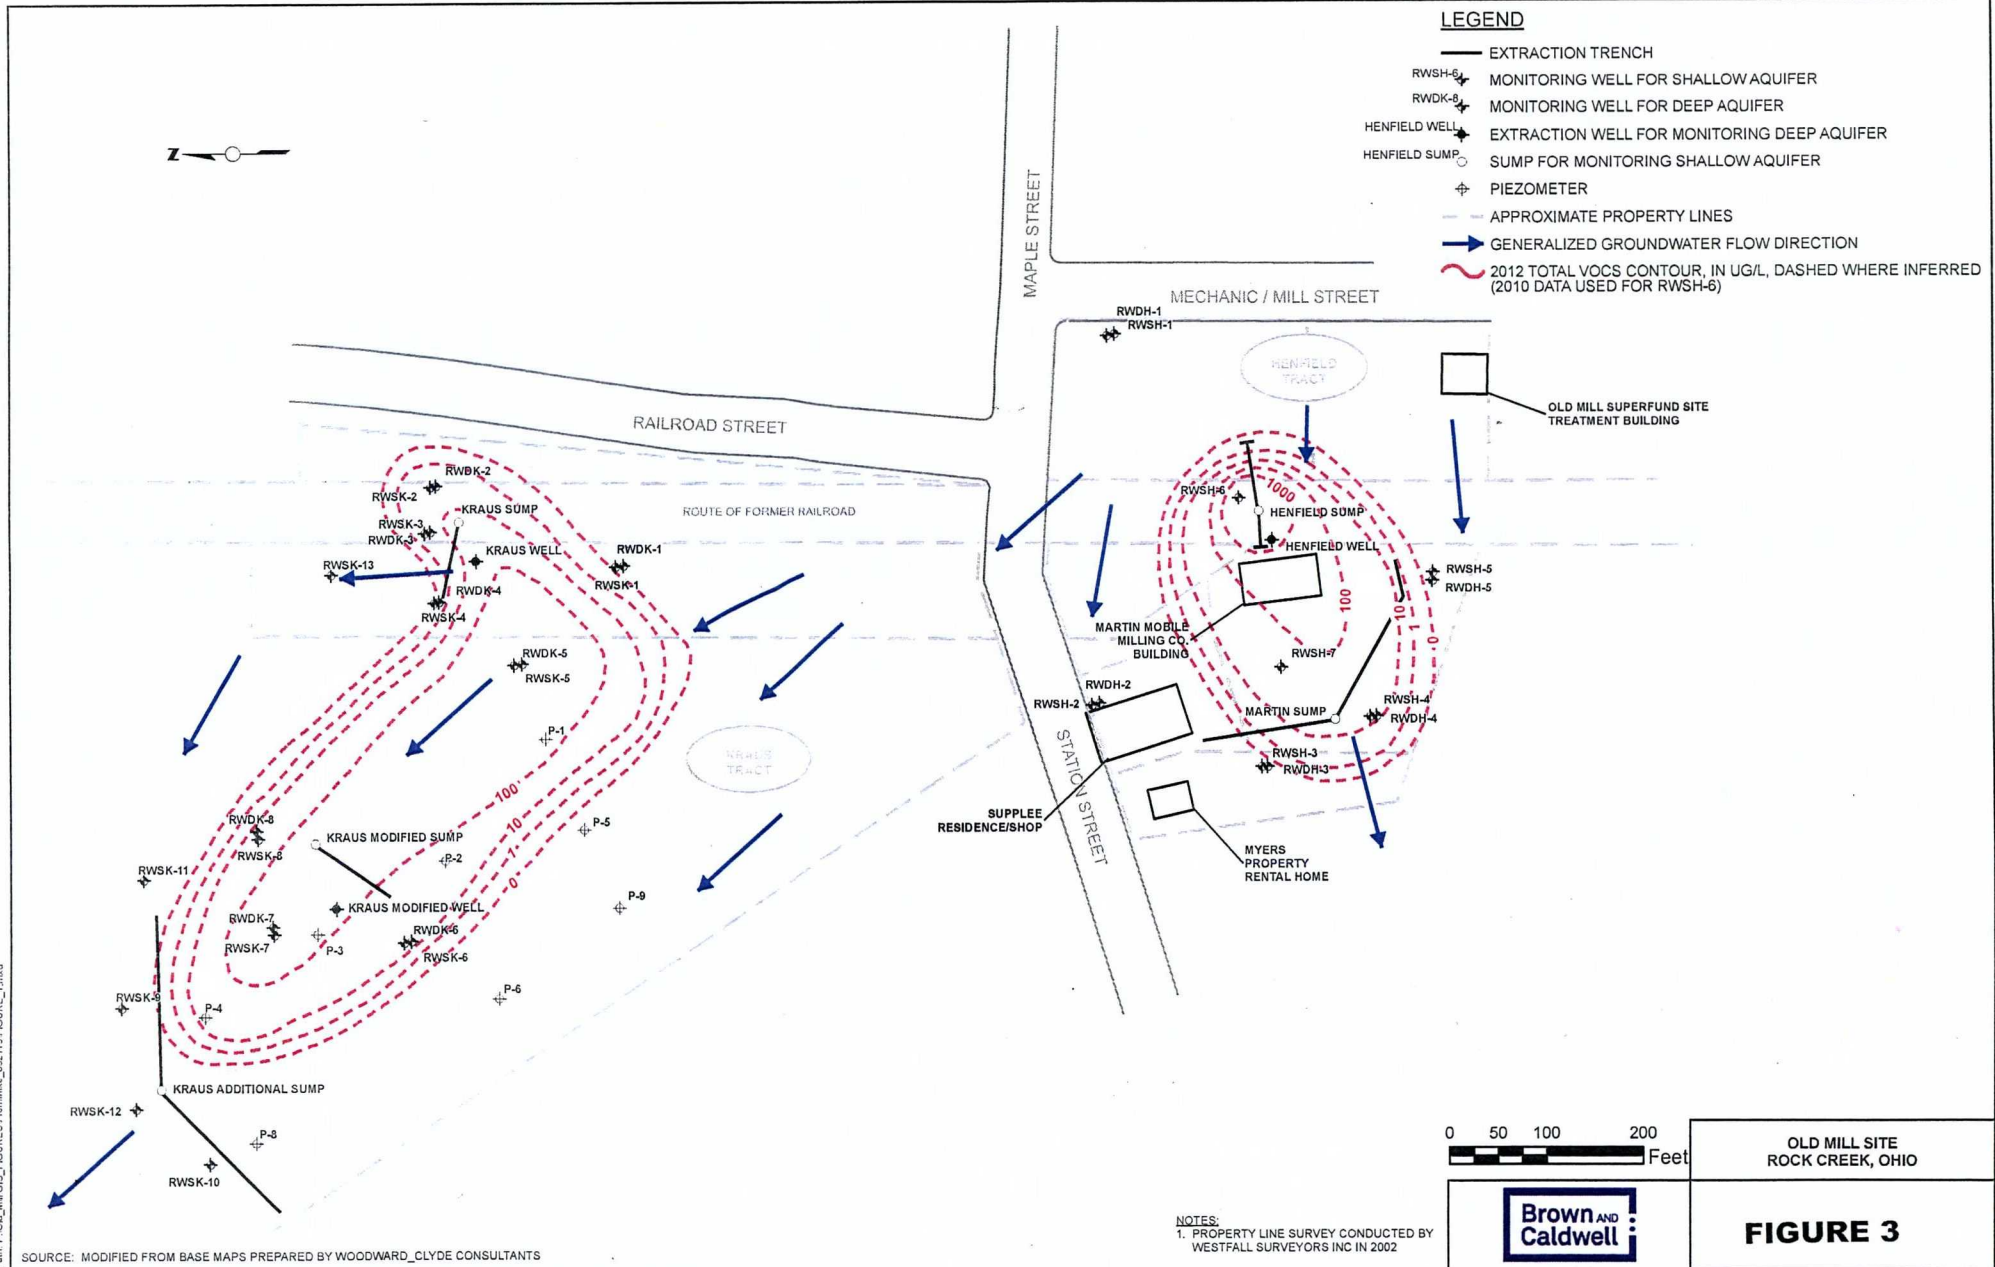 LEGEND
EXTRACTION TRENCH
RWSH-6 MONITORING WELL FOR SHALLOW AQUIFER
RWDK-8 MONITORING WELL FOR DEEP AQUIFER
HENFIELD WELL EXTRACTION WELL FOR MONITORING DEEP AQUIFER
HENFIELD SUMP SUMP FOR MONITORING SHALLOW AQUIFER
PIEZOMETER
APPROXIMATE PROPERTY LINES
GENERALIZED GROUNDWATER FLOW DIRECTION
2012 TOTAL VOCS CONTOUR, IN UG/L, DASHED WHERE INFERRED
(2010 DATA USED FOR RWSH-6)
Z
MAPLE STREET
MECHANIC / MILL STREET
RWDH-1
RWSH-1
HENFIELD
TRACT
OLD MILL SUPERFUND SITE
TREATMENT BUILDING
RAILROAD STREET
ROUTE OF FORMER RAILROAD
RWDK-2
RWSK-2
KRAUS SUMP
RWSK-3
RWDK-3
KRAUS WELL
RWDK-1
RWSK-1
RWSK-13
RWDK-4
RWSK-4
RWDK-5
RWSK-5
P-1
KRAUS
TRACT
100
10
1
0
RWDK-8
RWSK-8
KRAUS MODIFIED SUMP
P-2
P-5
P-9
RWSK-11
KRAUS MODIFIED WELL
RWDK-7
RWSK-7
P-3
RWDK-6
RWSK-6
P-6
RWSK-9
P-4
KRAUS ADDITIONAL SUMP
RWSK-12
P-8
RWSK-10
RWSH-6
1000
HENFIELD SUMP
HENFIELD WELL
RWSH-5
RWDH-5
100
10
1
0
MARTIN MOBILE
MILLING CO.
BUILDING
RWSH-7
RWDH-2
RWSH-2
MARTIN SUMP
RWSH-4
RWDH-4
RWSH-3
RWDH-3
STATION STREET
SUPPLEE
RESIDENCE/SHOP
MYERS
PROPERTY
RENTAL HOME
0 50 100 200
Feet
OLD MILL SITE
ROCK CREEK, OHIO
NOTES:
1. PROPERTY LINE SURVEY CONDUCTED BY
WESTFALL SURVEYORS INC IN 2002
Brown AND
Caldwell
FIGURE 3
SOURCE: MODIFIED FROM BASE MAPS PREPARED BY WOODWARD_CLYDE CONSULTANTS